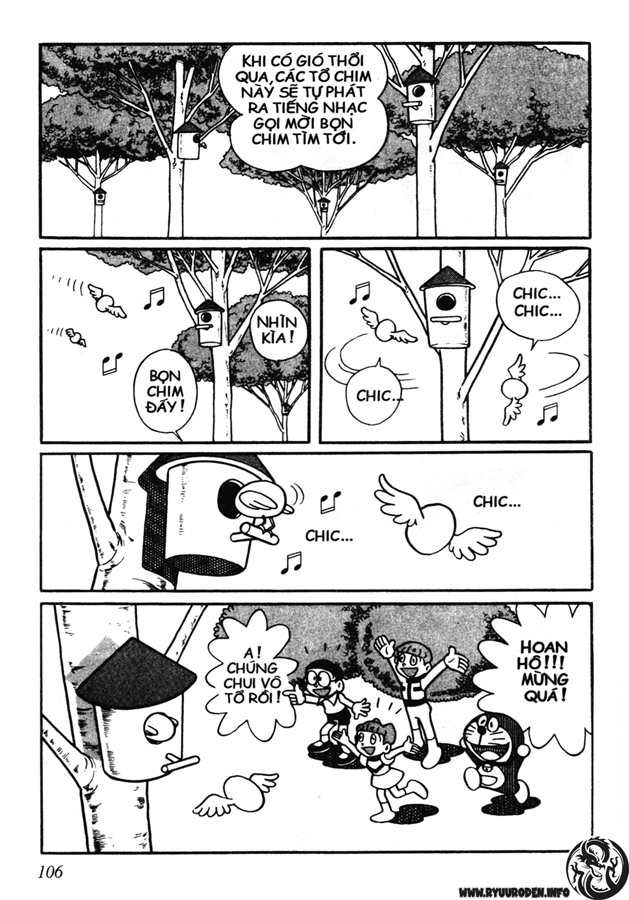 KHI CÓ GIÓ THỔI
QUA, CÁC TỔ CHIM
NÀY SẼ TỰ PHÁT
RA TIẾNG NHẠC
GỌI MỜI BỌN
CHIM TÌM TỚI.
NHÌN
KÌA!
BỌN
CHIM
ĐẤY!
CHIC...
CHIC...
CHIC...
CHIC...
CHIC...
A!
CHÚNG
CHUI VÔ
TỔ RỒI!
HOAN
HÔ!!!
MỪNG
QUÁ!
106
WWW.RYUURODEN.INFO